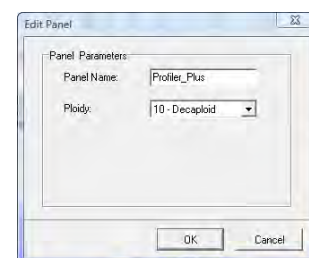 Edit Panel
Panel Parameters
Panel Name: Profiler_Plus
Ploidy: 10 - Decaploid
OK Cancel